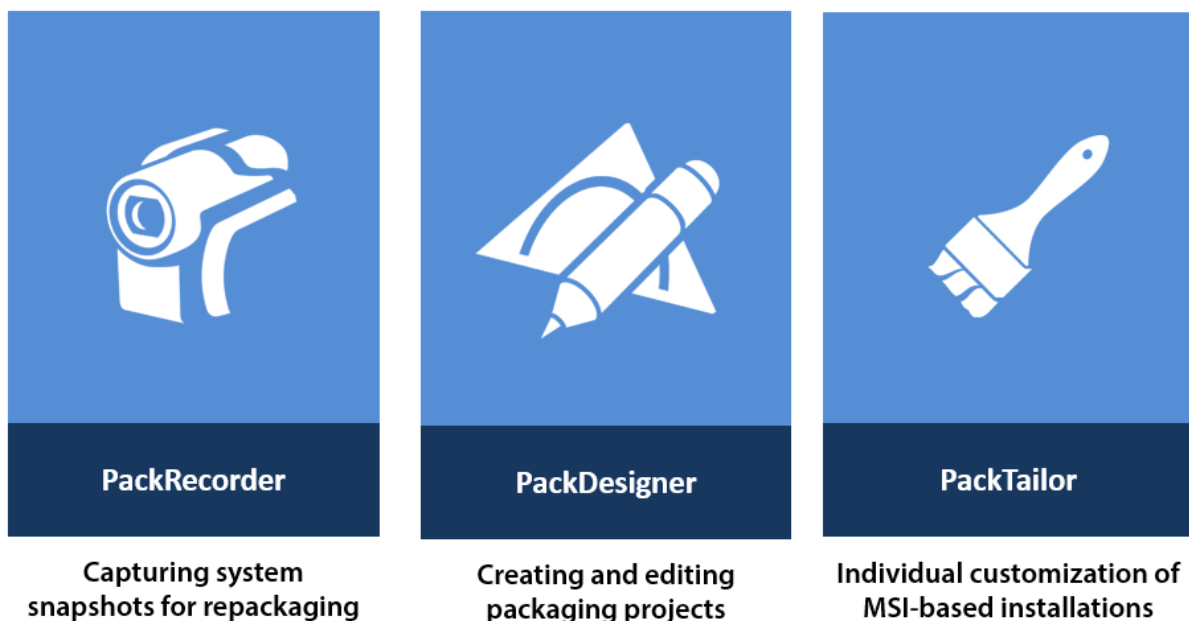 PackRecorder
Capturing system
snapshots for repackaging
PackDesigner
Creating and editing
packaging projects
PackTailor
Individual customization of
MSI-based installations